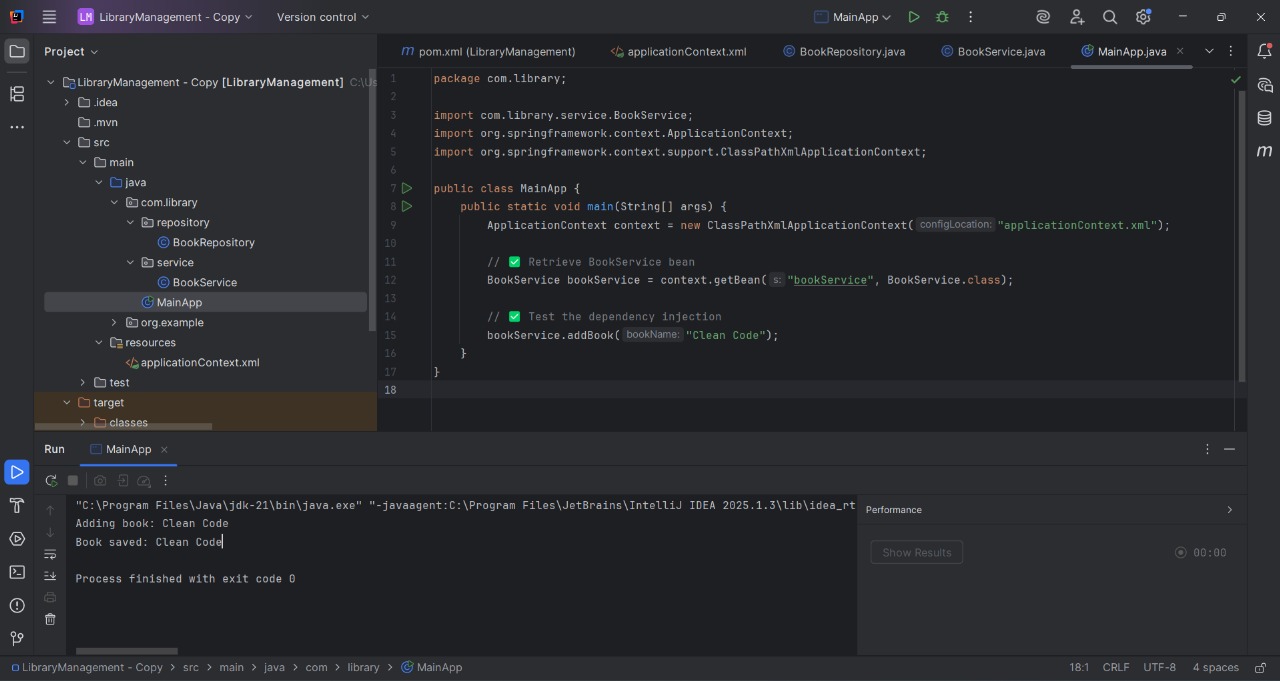 LM LibraryManagement - Copy Version control MainApp
Project
pom.xml (LibraryManagement) applicationContext.xml BookRepository.java BookService.java MainApp.java
LibraryManagement - Copy [LibraryManagement] C:\Us
.idea
.mvn
src
main
java
com.library
repository
BookRepository
service
BookService
MainApp
org.example
resources
applicationContext.xml
test
target
classes
1 package com.library;
2
3 import com.library.service.BookService;
4 import org.springframework.context.ApplicationContext;
5 import org.springframework.context.support.ClassPathXmlApplicationContext;
6
7 public class MainApp {
8 public static void main(String[] args) {
9 ApplicationContext context = new ClassPathXmlApplicationContext( configLocation: "applicationContext.xml");
10
11 // ✅ Retrieve BookService bean
12 BookService bookService = context.getBean( s: "bookService", BookService.class);
13
14 // ✅ Test the dependency injection
15 bookService.addBook( bookName: "Clean Code");
16 }
17 }
18
Run MainApp
"C:\Program Files\Java\jdk-21\bin\java.exe" "-javaagent:C:\Program Files\JetBrains\IntelliJ IDEA 2025.1.3\lib\idea_rt
Adding book: Clean Code
Book saved: Clean Code
Process finished with exit code 0
Performance
Show Results 00:00
LibraryManagement - Copy > src > main > java > com > library > MainApp 18:1 CRLF UTF-8 4 spaces